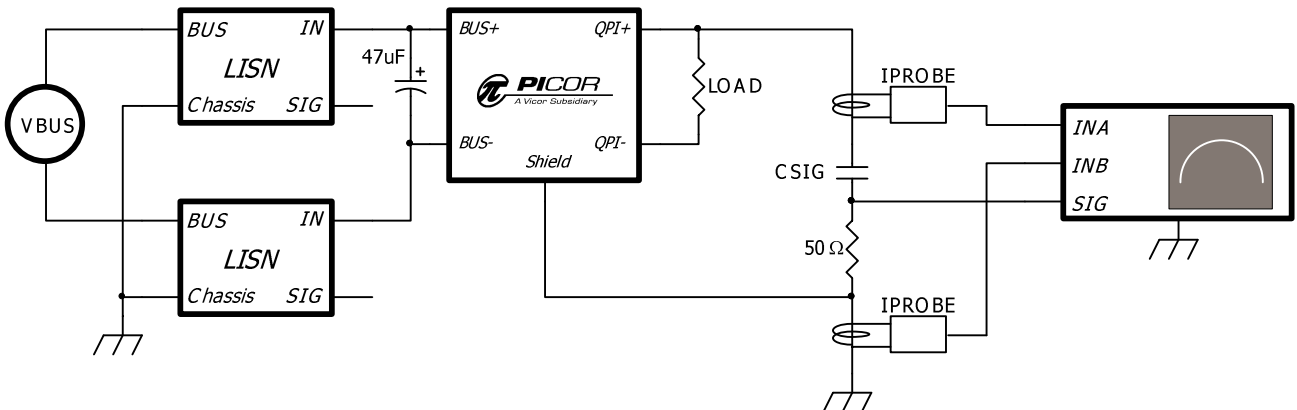 VBUS
BUS
IN
LISN
Chassis
SIG
BUS
IN
LISN
Chassis
SIG
47uF
+
BUS+
QPI+
π PICOR
A Vicor Subsidiary
BUS-
QPI-
Shield
LOAD
IPROBE
CSIG
50 Ω
IPROBE
INA
INB
SIG